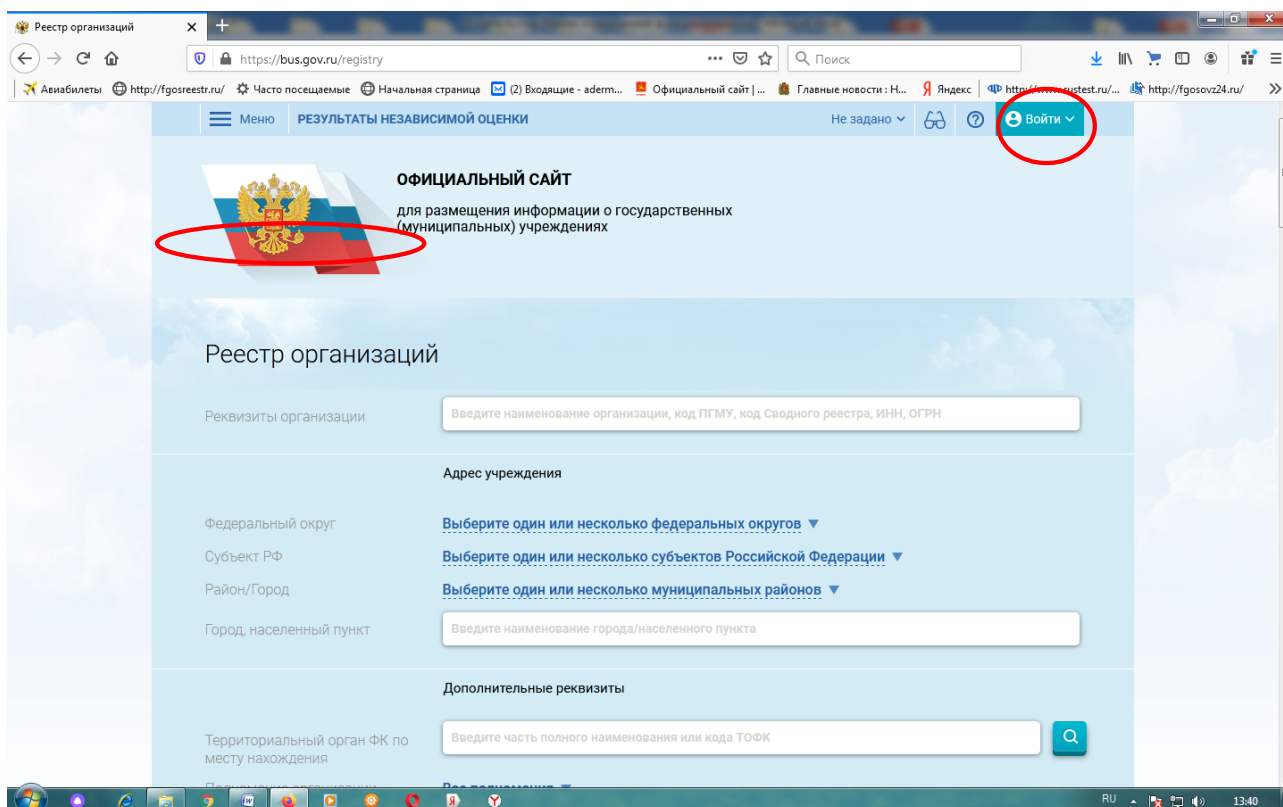 Реестр организаций
https://bus.gov.ru/registry
Поиск
Авиабилеты http://fgosreestr.ru/ Часто посещаемые Начальная страница (2) Входящие - aderm... Официальный сайт | ... Главные новости : Н... Яндекс http://www.rustest.ru/... http://fgosovz24.ru/
Меню РЕЗУЛЬТАТЫ НЕЗАВИСИМОЙ ОЦЕНКИ Не задано Войти
ОФИЦИАЛЬНЫЙ САЙТ
для размещения информации о государственных
(муниципальных) учреждениях
Реестр организаций
Реквизиты организации Введите наименование организации, код ПГМУ, код Сводного реестра, ИНН, ОГРН
Адрес учреждения
Федеральный округ Выберите один или несколько федеральных округов
Субъект РФ Выберите один или несколько субъектов Российской Федерации
Район/Город Выберите один или несколько муниципальных районов
Город, населенный пункт Введите наименование города/населенного пункта
Дополнительные реквизиты
Территориальный орган ФК по Введите часть полного наименования или кода ТОФК
месту нахождения
RU 13:40